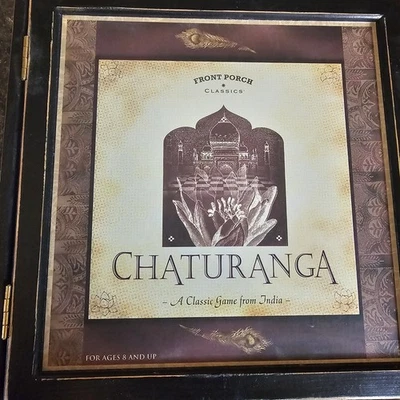 FRONT PORCH
CLASSICS
CHATURANGA
- A Classic Game from India -
FOR AGES 8 AND UP